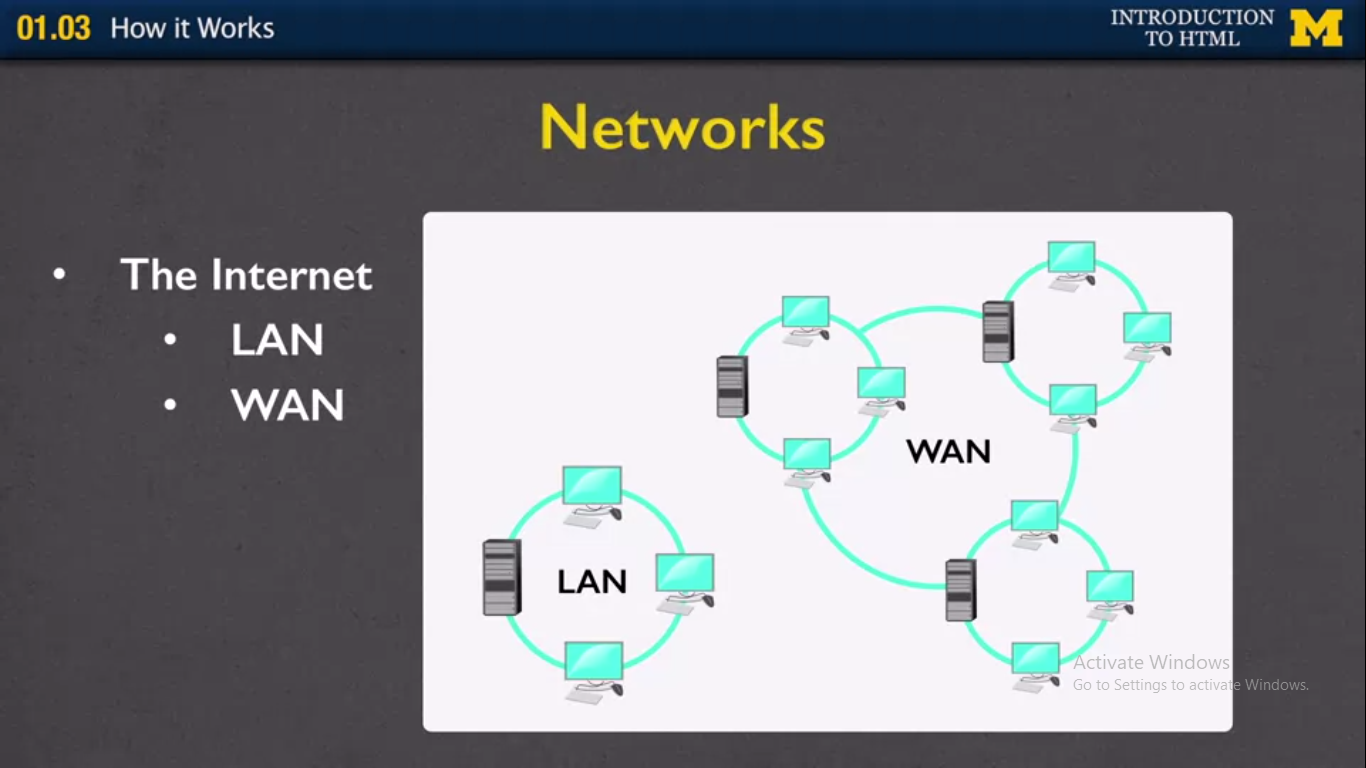 01.03 How it Works
INTRODUCTION
TO HTML
M
Networks
• The Internet
• LAN
• WAN
WAN
LAN
Activate Windows
Go to Settings to activate Windows.